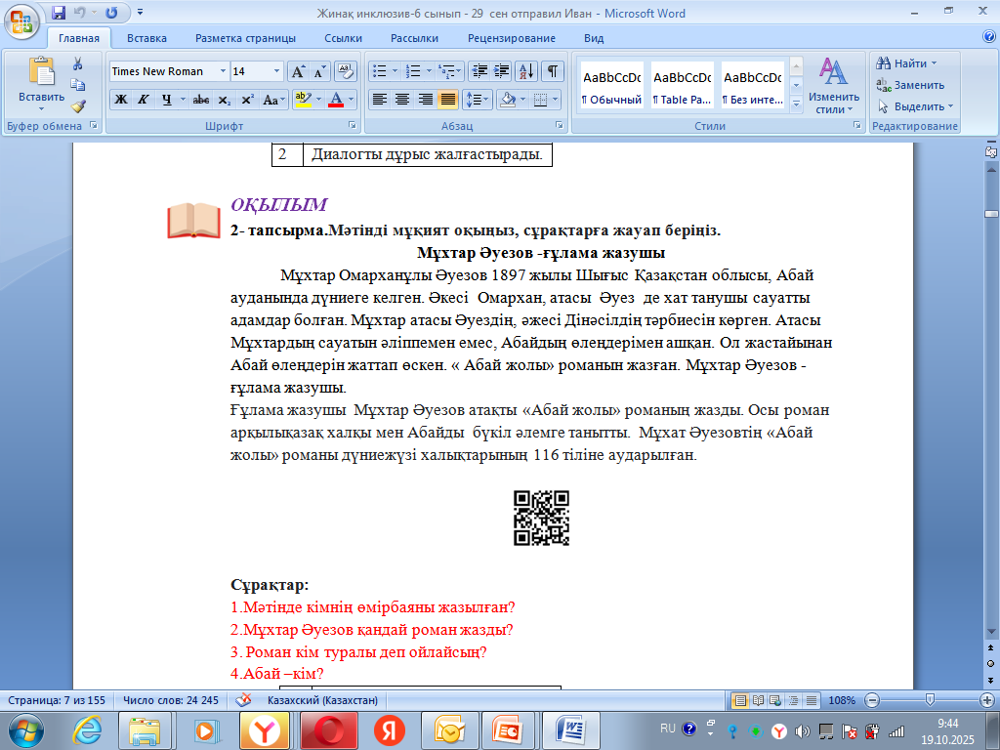 Жинақ инклюзив-6 сынып - 29  сен отправил Иван - Microsoft Word
Главная Вставка Разметка страницы Ссылки Рассылки Рецензирование Вид
Вставить
Times New Roman 14
AaBbCcDc AaBbCcDc AaBbCcDc
¶ Обычный ¶ Table Pa... ¶ Без инте...
Изменить стили
Найти
Заменить
Выделить
Буфер обмена Шрифт Абзац Стили Редактирование
2 Диалогты дұрыс жалғастырады.
ОҚЫЛЫМ
2- тапсырма.Мәтінді мұқият оқыңыз, сұрақтарға жауап беріңіз.
Мұхтар Әуезов -ғұлама жазушы
Мұхтар Омарханұлы Әуезов 1897 жылы Шығыс Қазақстан облысы, Абай
ауданында дүниеге келген. Әкесі  Омархан, атасы  Әуез  де хат танушы сауатты
адамдар болған. Мұхтар атасы Әуездің, әжесі Дінәсілдің тәрбиесін көрген. Атасы
Мұхтардың сауатын әліппемен емес, Абайдың өлеңдерімен ашқан. Ол жастайынан
Абай өлеңдерін жаттап өскен. « Абай жолы» романын жазған. Мұхтар Әуезов -
ғұлама жазушы.
Ғұлама жазушы  Мұхтар Әуезов атақты «Абай жолы» романың жазды. Осы роман
арқылықазақ халқы мен Абайды  бүкіл әлемге танытты.  Мұхат Әуезовтің «Абай
жолы» романы дүниежүзі халықтарының 116 тіліне аударылған.
Сұрақтар:
1.Мәтінде кімнің өмірбаяны жазылған?
2.Мұхтар Әуезов қандай роман жазды?
3. Роман кім туралы деп ойлайсың?
4.Абай –кім?
Страница: 7 из 155 Число слов: 24 245 Казахский (Казахстан) 108%
RU 9:44
19.10.2025